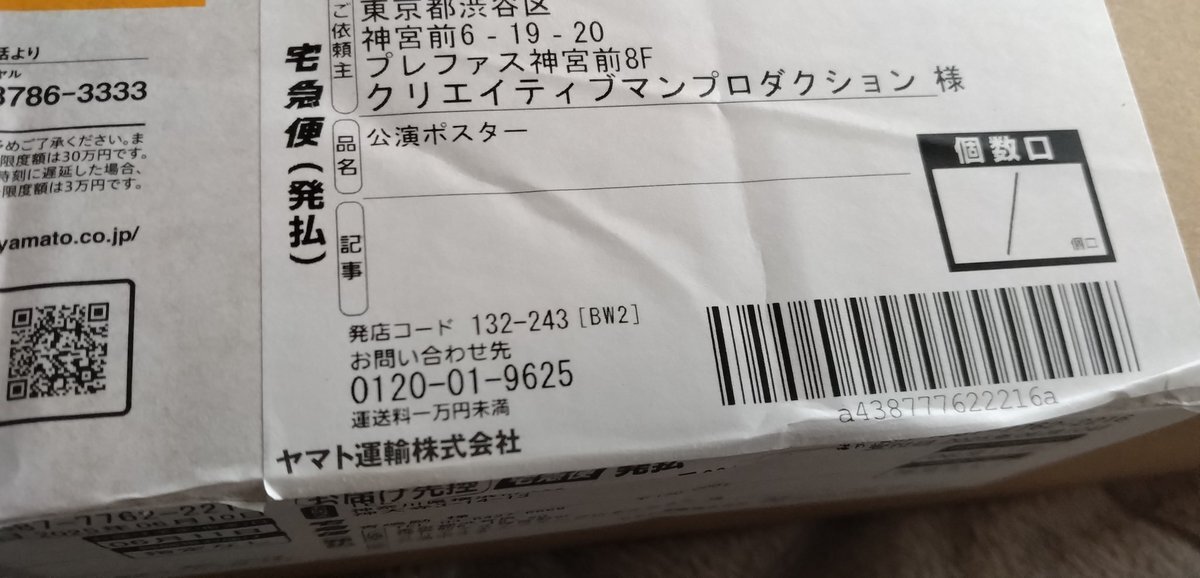 話より
ヤル
3786-3333
めご了承ください。ま
限度額は30万円です。
時刻に遅延した場合、
限度額は3万円です。
yamato.co.jp/
宅急便(発払)
ご依頼主
東京都渋谷区
神宮前6-19-20
プレファス神宮前8F
クリエイティブマンプロダクション 様
品名
公演ポスター
記事
個数口
/
個口
発店コード 132-243[BW2]
お問い合わせ先
0120-01-9625
運送料一万円未満
ヤマト運輸株式会社
a438777622216a
お届け先控 宅急便 発払